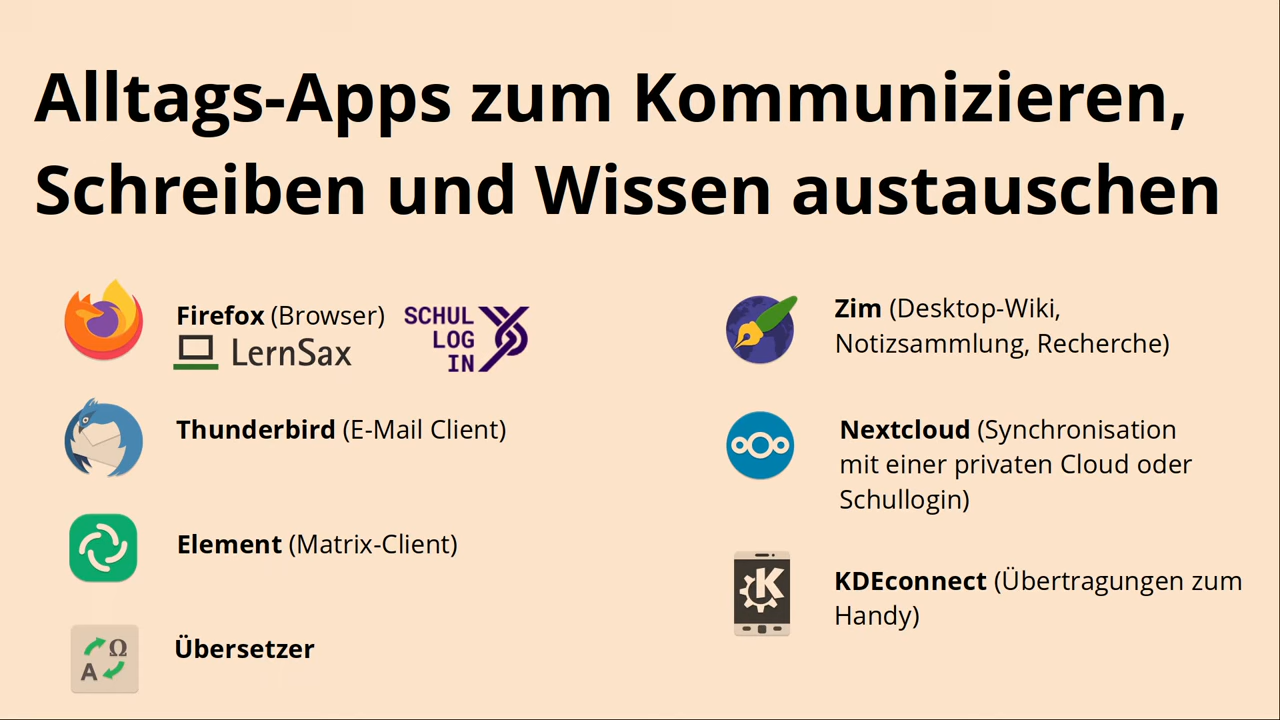 Alltags-Apps zum Kommunizieren,
Schreiben und Wissen austauschen
Firefox (Browser)
LernSax
SCHUL
LOG
IN
Thunderbird (E-Mail Client)
Element (Matrix-Client)
Ω
A
Übersetzer
Zim (Desktop-Wiki,
Notizsammlung, Recherche)
Nextcloud (Synchronisation
mit einer privaten Cloud oder
Schullogin)
K
KDEconnect (Übertragungen zum
Handy)